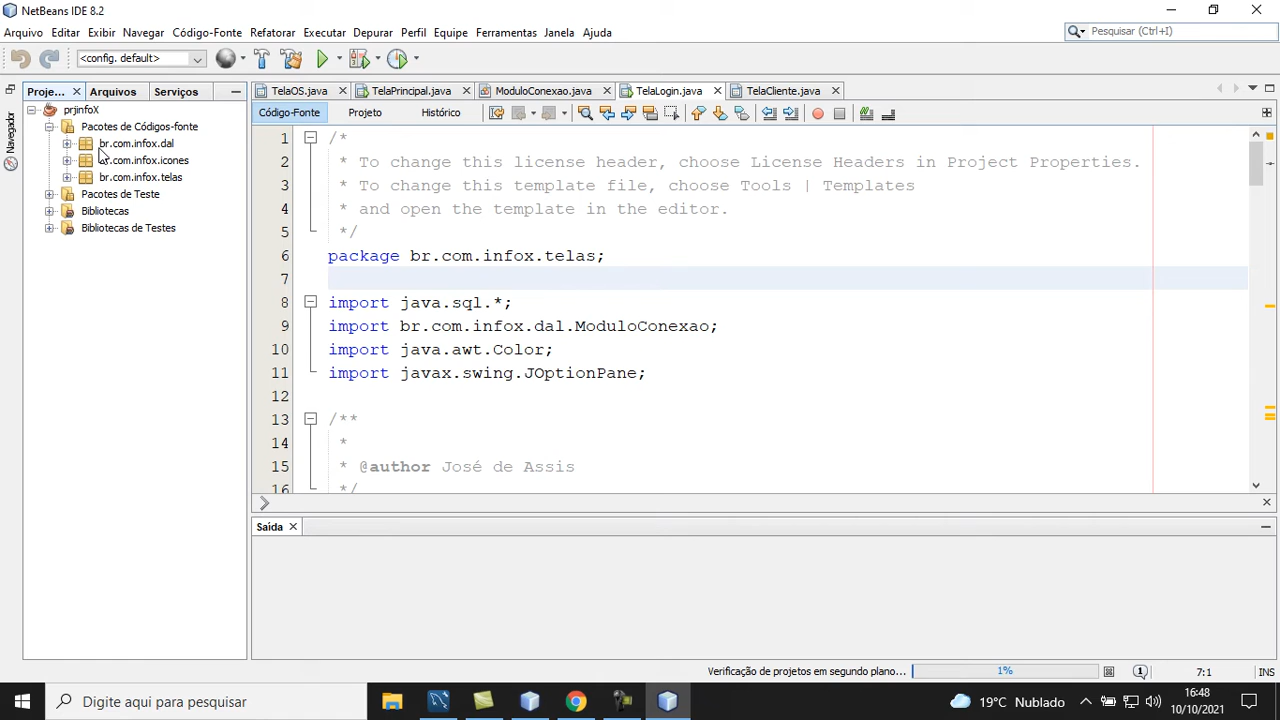 NetBeans IDE 8.2
Arquivo Editar Exibir Navegar Código-Fonte Refatorar Executar Depurar Perfil Equipe Ferramentas Janela Ajuda
Pesquisar (Ctrl+I)
<config. default>
Proje... Arquivos Serviços
TelaOS.java TelaPrincipal.java ModuloConexao.java TelaLogin.java TelaCliente.java
Código-Fonte Projeto Histórico
Navegador
prjinfoX
Pacotes de Códigos-fonte
br.com.infox.dal
br.com.infox.icones
br.com.infox.telas
Pacotes de Teste
Bibliotecas
Bibliotecas de Testes
1 /*
2 * To change this license header, choose License Headers in Project Properties.
3 * To change this template file, choose Tools | Templates
4 * and open the template in the editor.
5 */
6 package br.com.infox.telas;
7
8 import java.sql.*;
9 import br.com.infox.dal.ModuloConexao;
10 import java.awt.Color;
11 import javax.swing.JOptionPane;
12
13 /**
14 *
15 * @author José de Assis
16 */
Saída
Verificação de projetos em segundo plano... 1% 1 7:1 INS
Digite aqui para pesquisar
19°C Nublado
16:48
10/10/2021